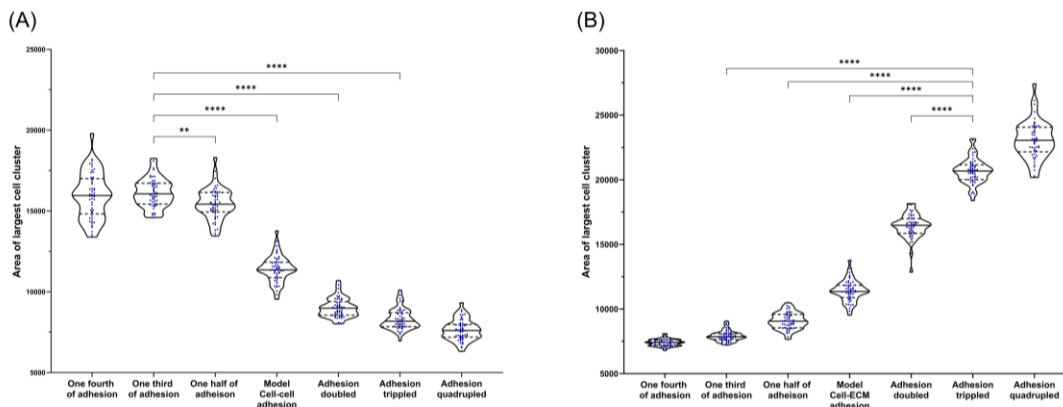 (A)
Area of largest cell cluster
25000
20000
15000
10000
5000
****
****
****
**
One fourth
of adhesion
One third
of adhesion
One half of
adheison
Model
Cell-cell
adhesion
Adhesion
doubled
Adhesion
trippled
Adhesion
quadrupled
(B)
Area of largest cell cluster
30000
25000
20000
15000
10000
5000
****
****
****
****
One fourth
of adhesion
One third
of adhesion
One half of
adheison
Model
Cell-ECM
adhesion
Adhesion
doubled
Adhesion
trippled
Adhesion
quadrupled